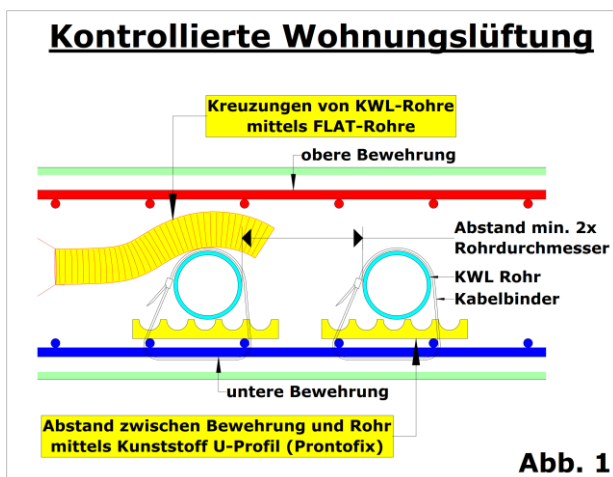 Kontrollierte Wohnungslüftung
Kreuzungen von KWL-Rohre
mittels FLAT-Rohre
obere Bewehrung
Abstand min. 2x
Rohrdurchmesser
KWL Rohr
Kabelbinder
untere Bewehrung
Abstand zwischen Bewehrung und Rohr
mittels Kunststoff U-Profil (Prontofix)
Abb. 1